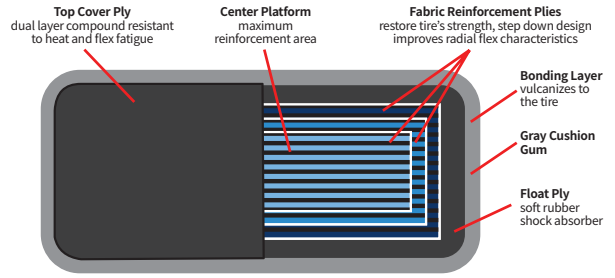 Top Cover Ply
dual layer compound resistant
to heat and flex fatigue
Center Platform
maximum
reinforcement area
Fabric Reinforcement Plies
restore tire's strength, step down design
improves radial flex characteristics
Bonding Layer
vulcanizes to
the tire
Gray Cushion
Gum
Float Ply
soft rubber
shock absorber